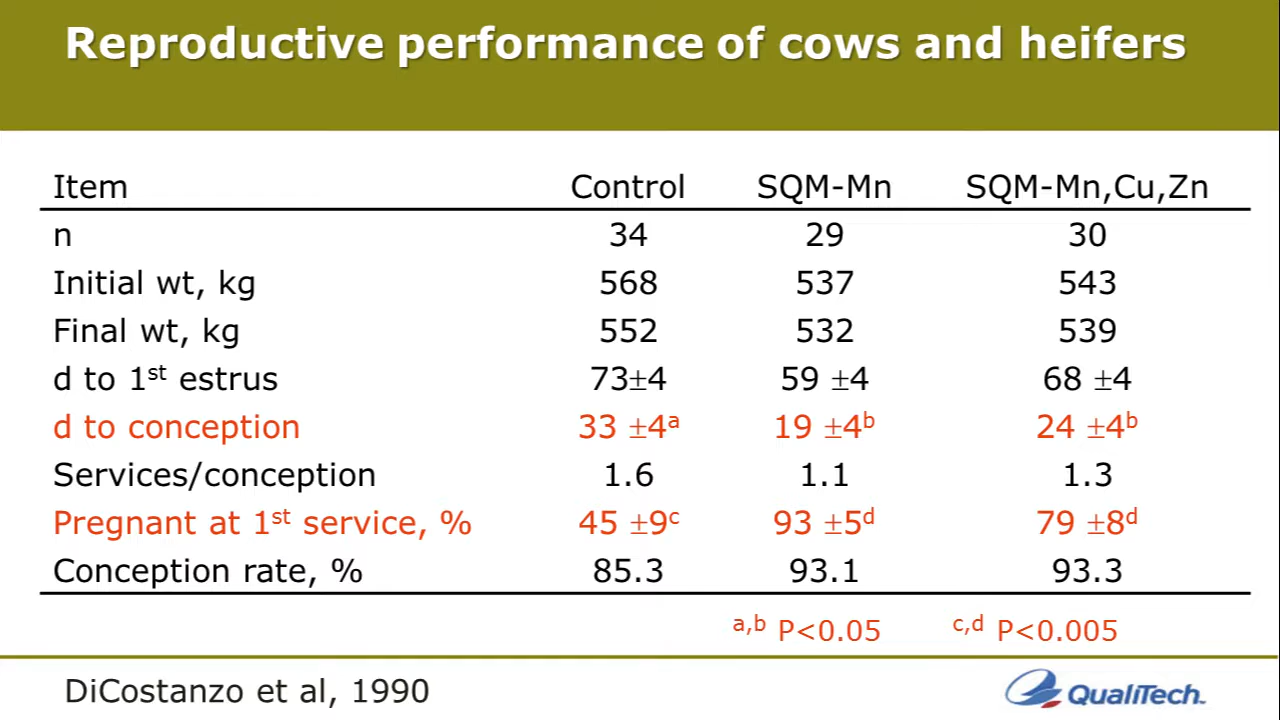 Reproductive performance of cows and heifers
Item Control SQM-Mn SQM-Mn,Cu,Zn
n 34 29 30
Initial wt, kg 568 537 543
Final wt, kg 552 532 539
d to 1st estrus 73±4 59 ±4 68 ±4
d to conception 33 ±4a 19 ±4b 24 ±4b
Services/conception 1.6 1.1 1.3
Pregnant at 1st service, % 45 ±9c 93 ±5d 79 ±8d
Conception rate, % 85.3 93.1 93.3
a,b P<0.05 c,d P<0.005
DiCostanzo et al, 1990 QualiTech™